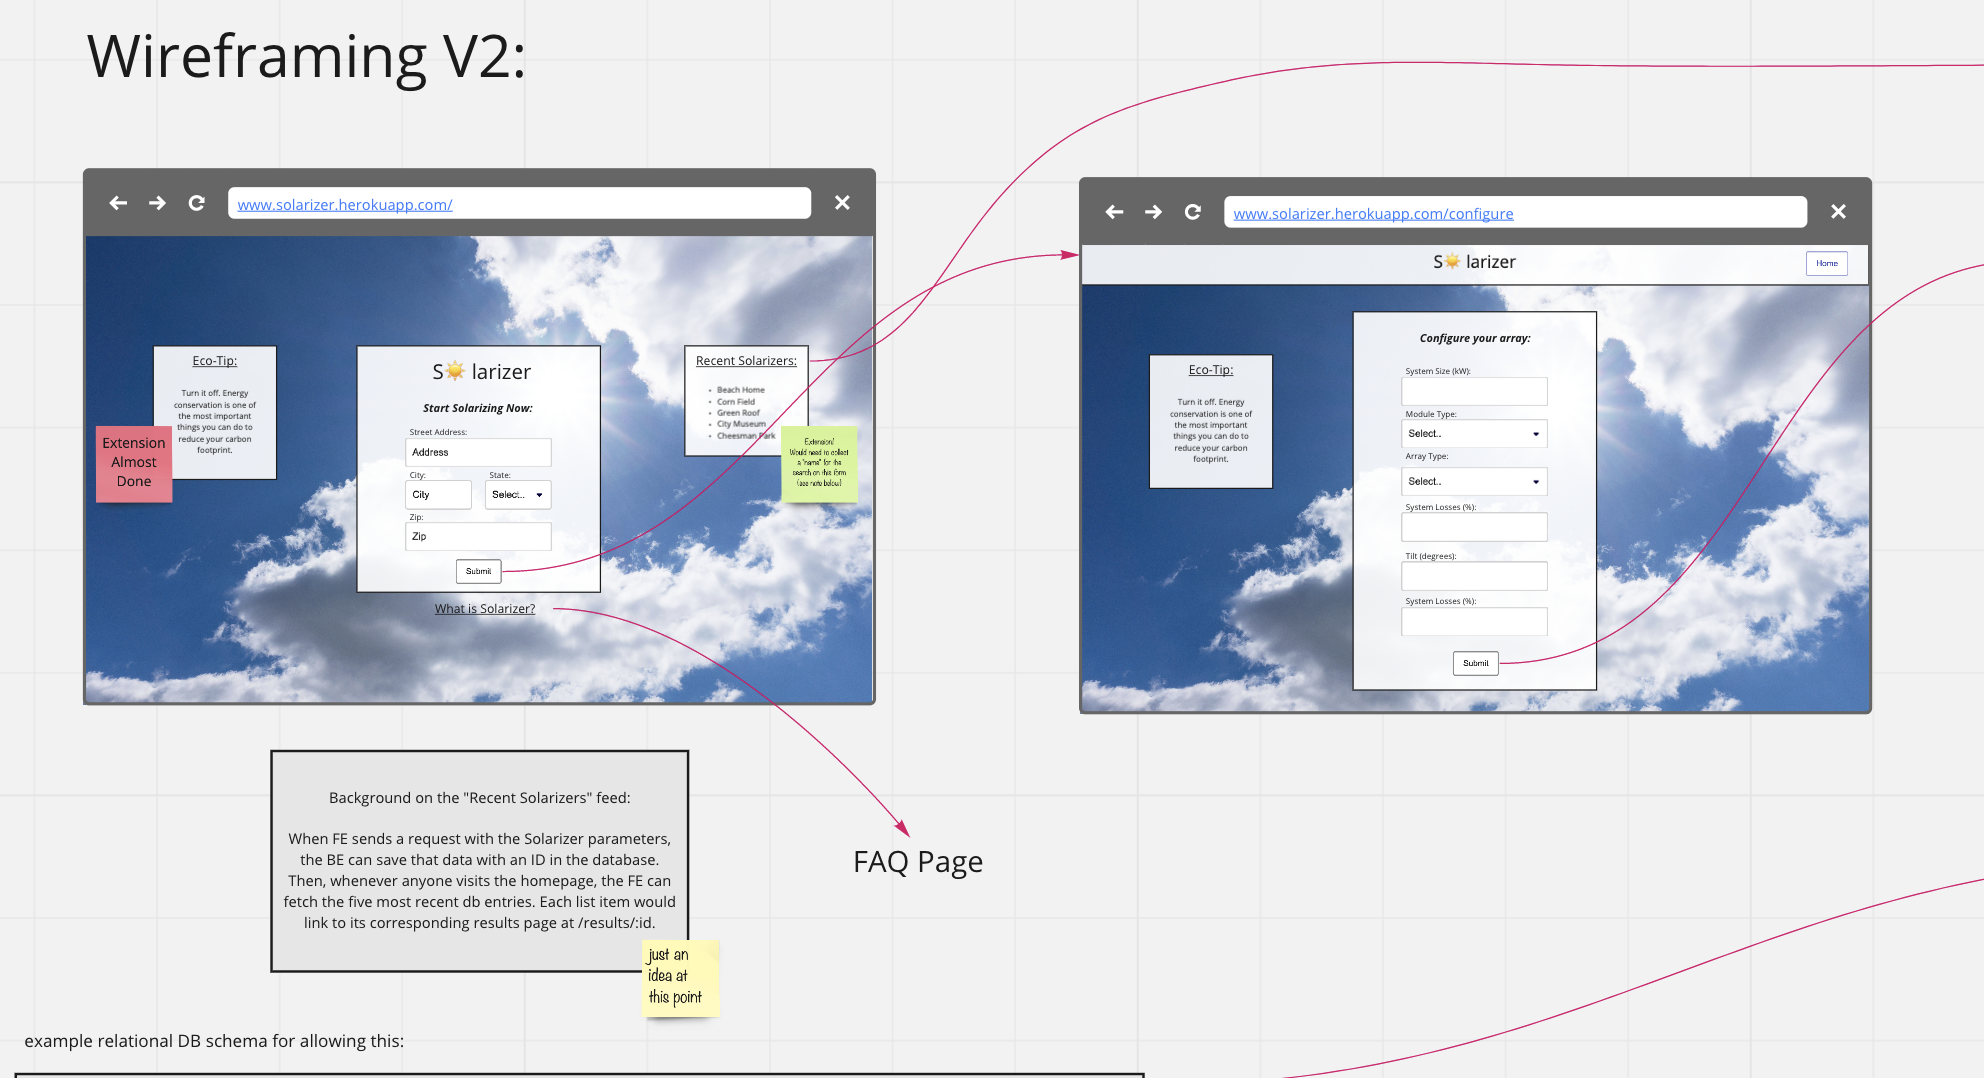 Wireframing V2:
www.solarizer.herokuapp.com/
Eco-Tip:
Turn it off. Energy
conservation is one of
the most important
things you can do to
reduce your carbon
footprint.
Extension
Almost
Done
S☀️ larizer
Start Solarizing Now:
Street Address:
Address
City:
State:
City
Select..
Zip:
Zip
Submit
What is Solarizer?
Recent Solarizers:
• Beach Home
• Corn Field
• Green Roof
• City Museum
• Cheesman Park
Extension!
Would need to collect
a "name" for the
search on this form
(see note below)
www.solarizer.herokuapp.com/configure
S☀️ larizer
Home
Eco-Tip:
Turn it off. Energy
conservation is one of
the most important
things you can do to
reduce your carbon
footprint.
Configure your array:
System Size (kW):
Module Type:
Select..
Array Type:
Select..
System Losses (%):
Tilt (degrees):
System Losses (%):
Submit
Background on the "Recent Solarizers" feed:
When FE sends a request with the Solarizer parameters,
the BE can save that data with an ID in the database.
Then, whenever anyone visits the homepage, the FE can
fetch the five most recent db entries. Each list item would
link to its corresponding results page at /results/:id.
just an
idea at
this point
FAQ Page
example relational DB schema for allowing this: